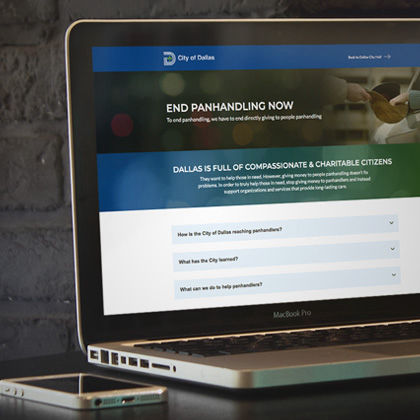 City of Dallas
Back to Dallas City Hall
END PANHANDLING NOW
To end panhandling, we have to end directly giving to people panhandling
DALLAS IS FULL OF COMPASSIONATE & CHARITABLE CITIZENS
They want to help those in need. However, giving money to people panhandling doesn't fix
problems. In order to truly help those in need, stop giving money to panhandlers and instead
support organizations and services that provide long-lasting care.
How is the City of Dallas reaching panhandlers?
What has the City learned?
What can we do to help panhandlers?
MacBook Pro